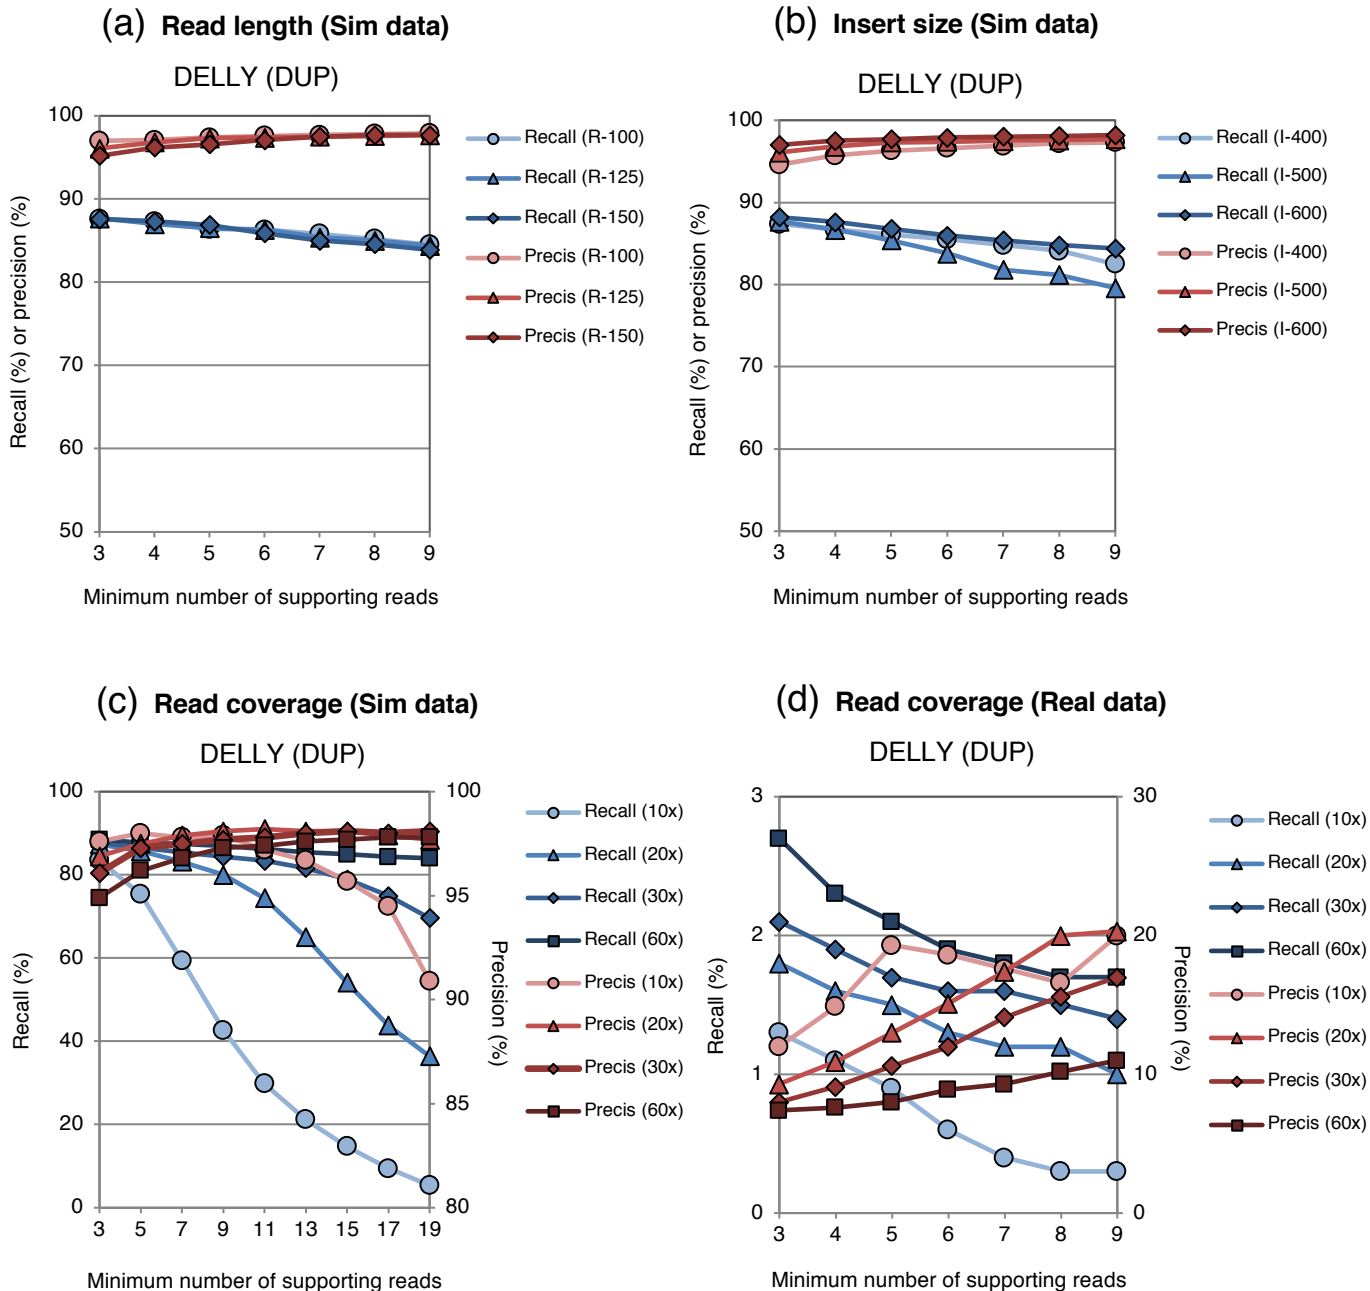 (a) Read length (Sim data)
DELLY (DUP)
100
90
80
70
60
50
Recall (%) or precision (%)
3 4 5 6 7 8 9
Minimum number of supporting reads
Recall (R-100)
Recall (R-125)
Recall (R-150)
Precis (R-100)
Precis (R-125)
Precis (R-150)
(b) Insert size (Sim data)
DELLY (DUP)
100
90
80
70
60
50
Recall (%) or precision (%)
3 4 5 6 7 8 9
Minimum number of supporting reads
Recall (I-400)
Recall (I-500)
Recall (I-600)
Precis (I-400)
Precis (I-500)
Precis (I-600)
(c) Read coverage (Sim data)
DELLY (DUP)
100
80
60
40
20
0
Recall (%)
100
95
90
85
80
Precision (%)
3 5 7 9 11 13 15 17 19
Minimum number of supporting reads
Recall (10x)
Recall (20x)
Recall (30x)
Recall (60x)
Precis (10x)
Precis (20x)
Precis (30x)
Precis (60x)
(d) Read coverage (Real data)
DELLY (DUP)
3
2
1
0
Recall (%)
30
20
10
0
Precision (%)
3 4 5 6 7 8 9
Minimum number of supporting reads
Recall (10x)
Recall (20x)
Recall (30x)
Recall (60x)
Precis (10x)
Precis (20x)
Precis (30x)
Precis (60x)